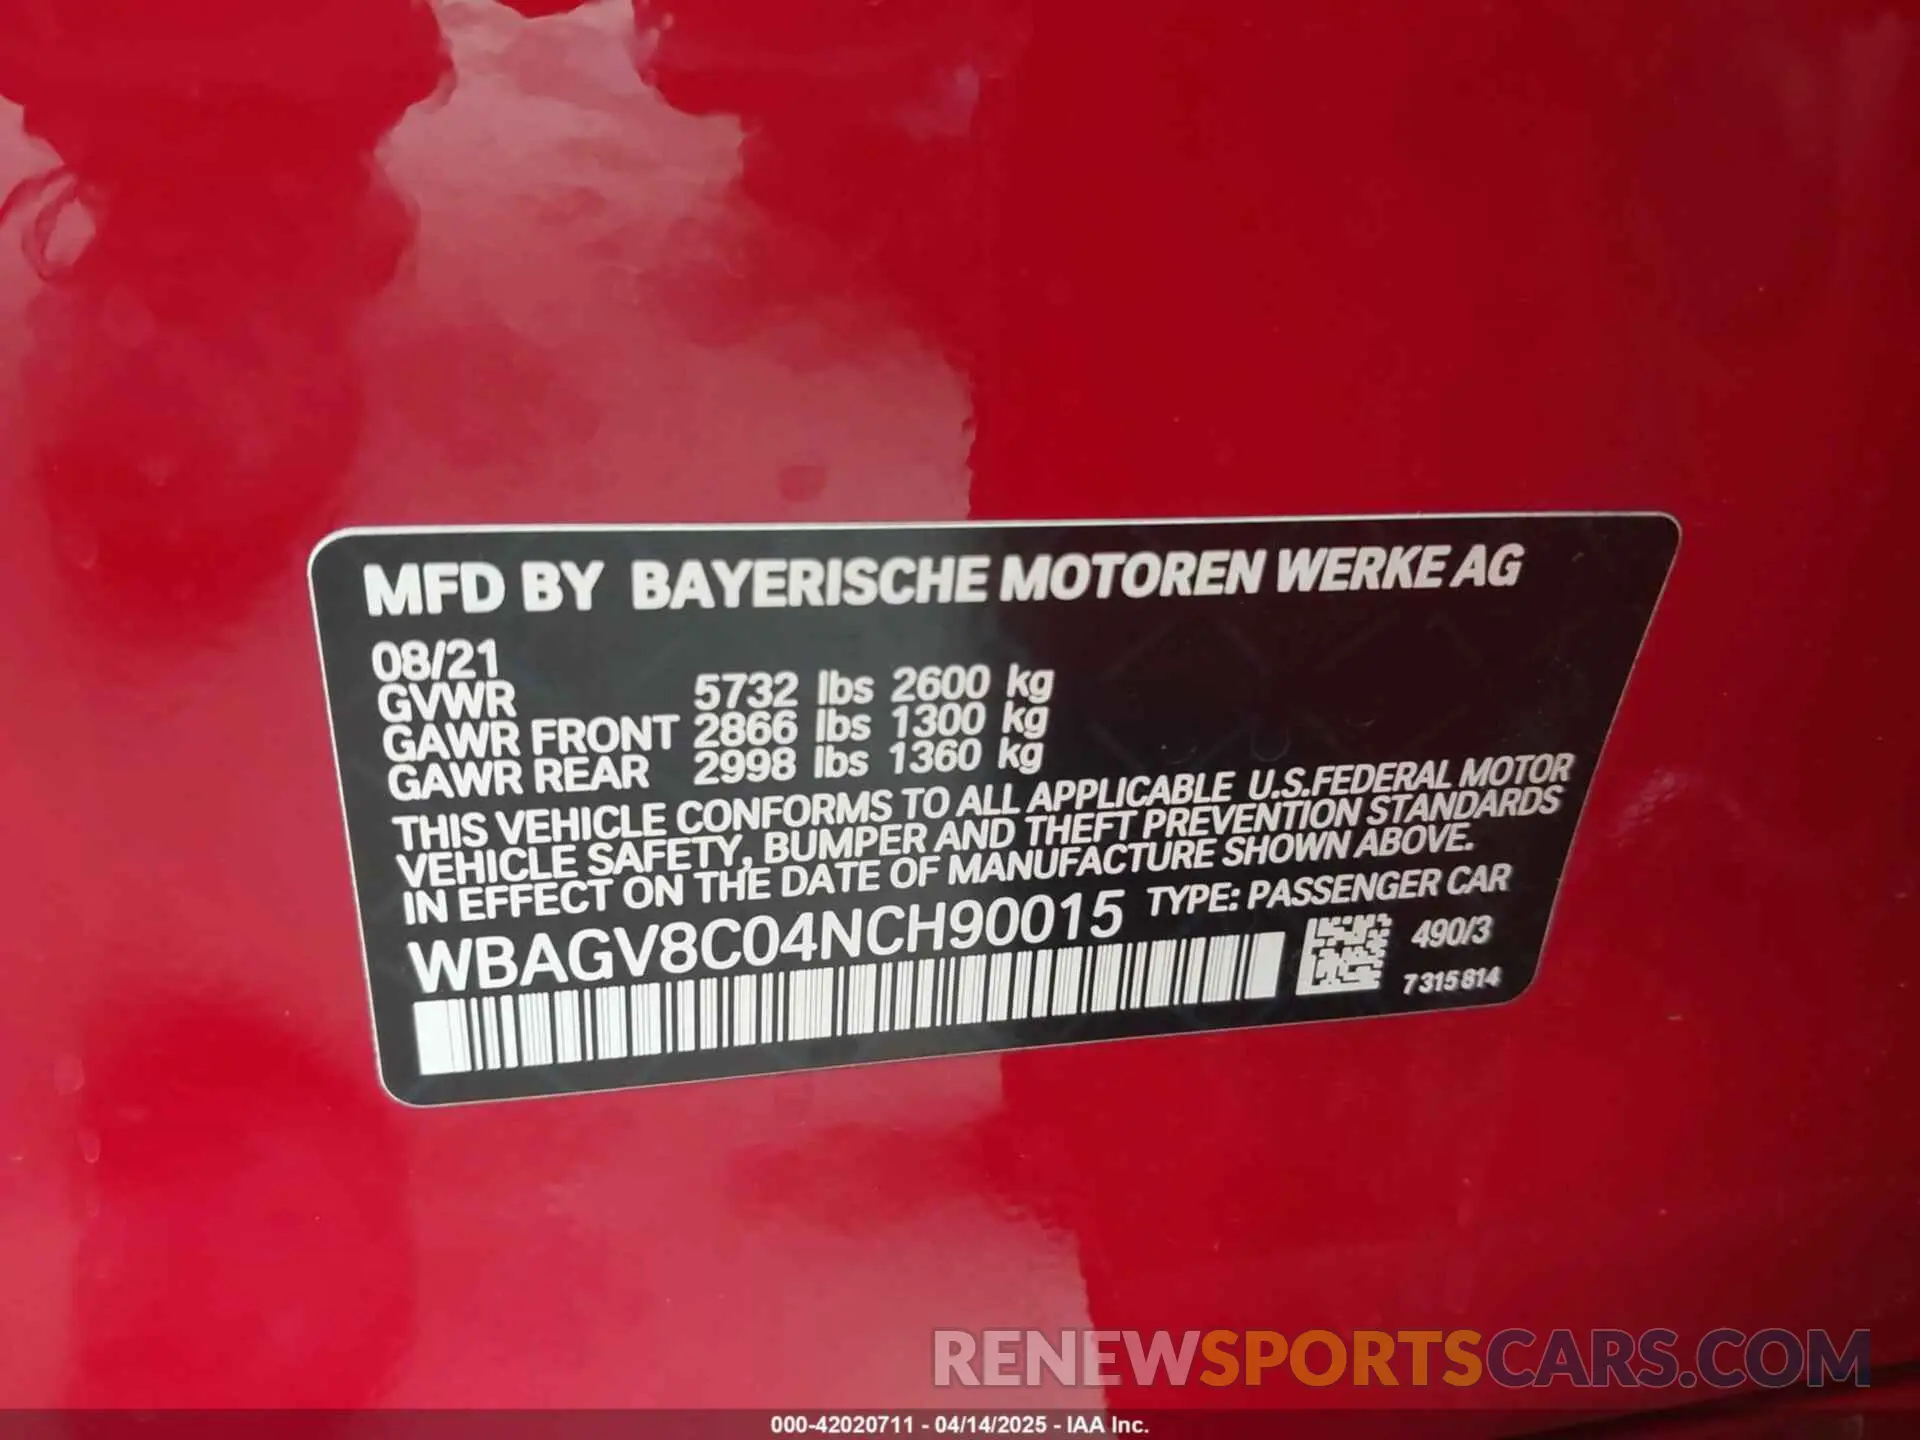 MFD BY BAYERISCHE MOTOREN WERKE AG
08/21
GVWR 5732 lbs 2600 kg
GAWR FRONT 2866 lbs 1300 kg
GAWR REAR 2998 lbs 1360 kg
THIS VEHICLE CONFORMS TO ALL APPLICABLE U.S.FEDERAL MOTOR
VEHICLE SAFETY, BUMPER AND THEFT PREVENTION STANDARDS
IN EFFECT ON THE DATE OF MANUFACTURE SHOWN ABOVE.
WBAGV8C04NCH90015 TYPE: PASSENGER CAR
490/3
7 315 814
RENEWSPORTSCARS.COM
000-42020711 - 04/14/2025 - IAA Inc.